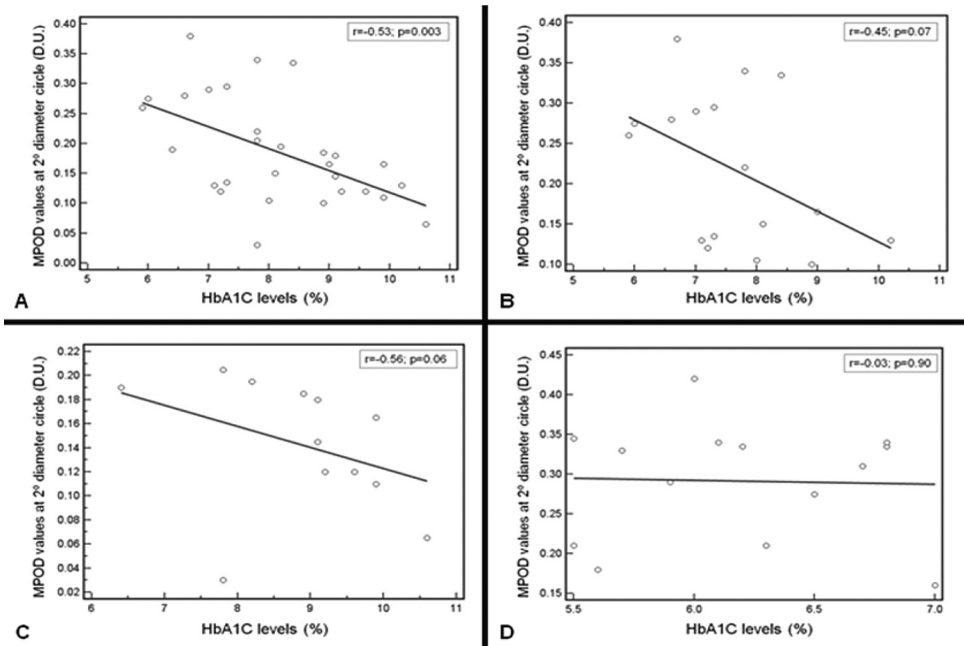 r=-0.53; p=0.003
MPOD values at 2º diameter circle (D.U.)
0.40
0.35
0.30
0.25
0.20
0.15
0.10
0.05
0.00
5 6 7 8 9 10 11
HbA1C levels (%)
A
r=-0.45; p=0.07
MPOD values at 2º diameter circle (D.U.)
0.40
0.35
0.30
0.25
0.20
0.15
0.10
5 6 7 8 9 10 11
HbA1C levels (%)
B
r=-0.56; p=0.06
MPOD values at 2º diameter circle (D.U.)
0.22
0.20
0.18
0.16
0.14
0.12
0.10
0.08
0.06
0.04
0.02
6 7 8 9 10 11
HbA1C levels (%)
C
r=-0.03; p=0.90
MPOD values at 2º diameter circle (D.U.)
0.45
0.40
0.35
0.30
0.25
0.20
0.15
5.5 6.0 6.5 7.0
HbA1C levels (%)
D